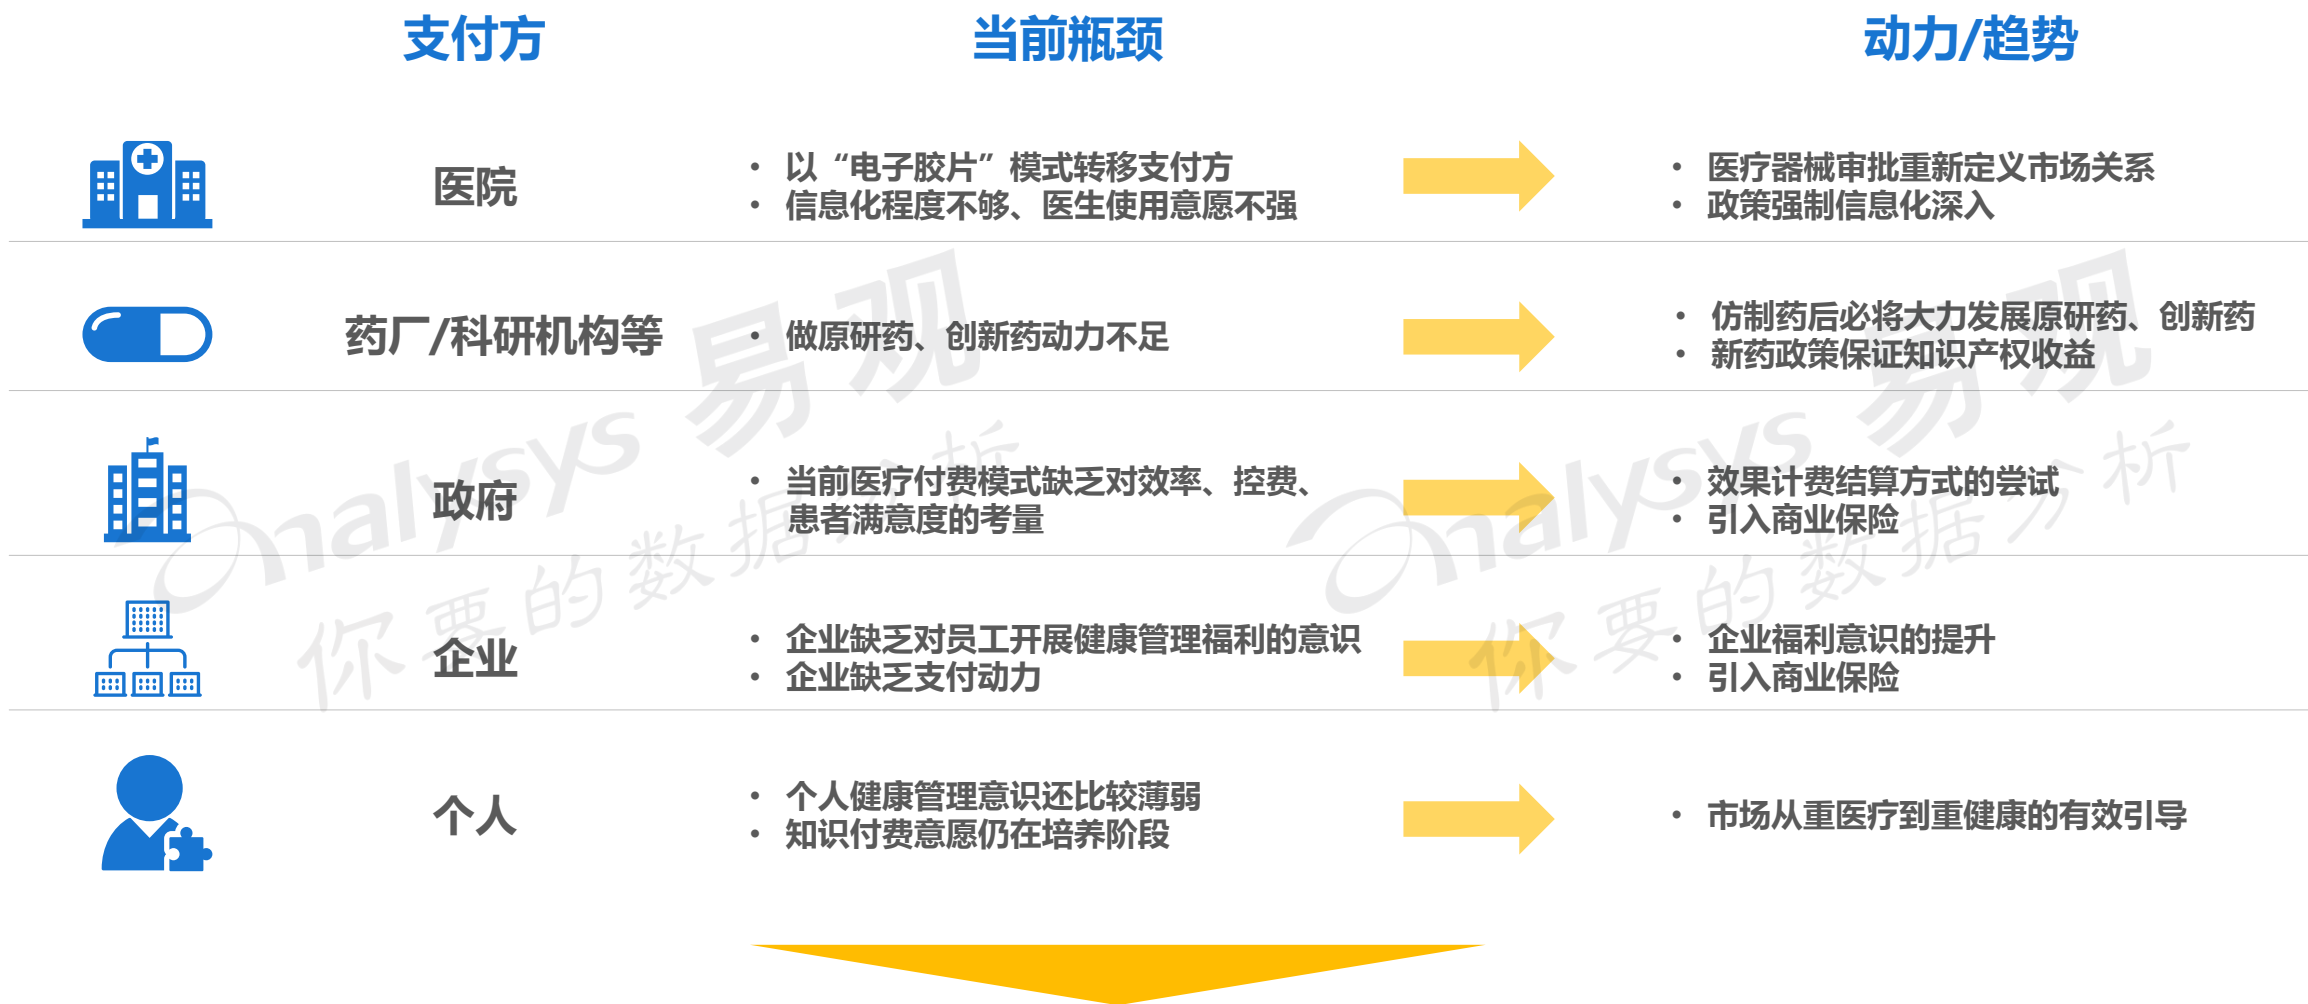 支付方 当前瓶颈 动力/趋势
医院
• 以“电子胶片”模式转移支付方
• 信息化程度不够、医生使用意愿不强
• 医疗器械审批重新定义市场关系
• 政策强制信息化深入
药厂/科研机构等
• 做原研药、创新药动力不足
• 仿制药后必将大力发展原研药、创新药
• 新药政策保证知识产权收益
政府
• 当前医疗付费模式缺乏对效率、控费、
患者满意度的考量
• 效果计费结算方式的尝试
• 引入商业保险
企业
• 企业缺乏对员工开展健康管理福利的意识
• 企业缺乏支付动力
• 企业福利意识的提升
• 引入商业保险
个人
• 个人健康管理意识还比较薄弱
• 知识付费意愿仍在培养阶段
• 市场从重医疗到重健康的有效引导
analysys 易观
你要的数据分析
analysys 易观
你要的数据分析